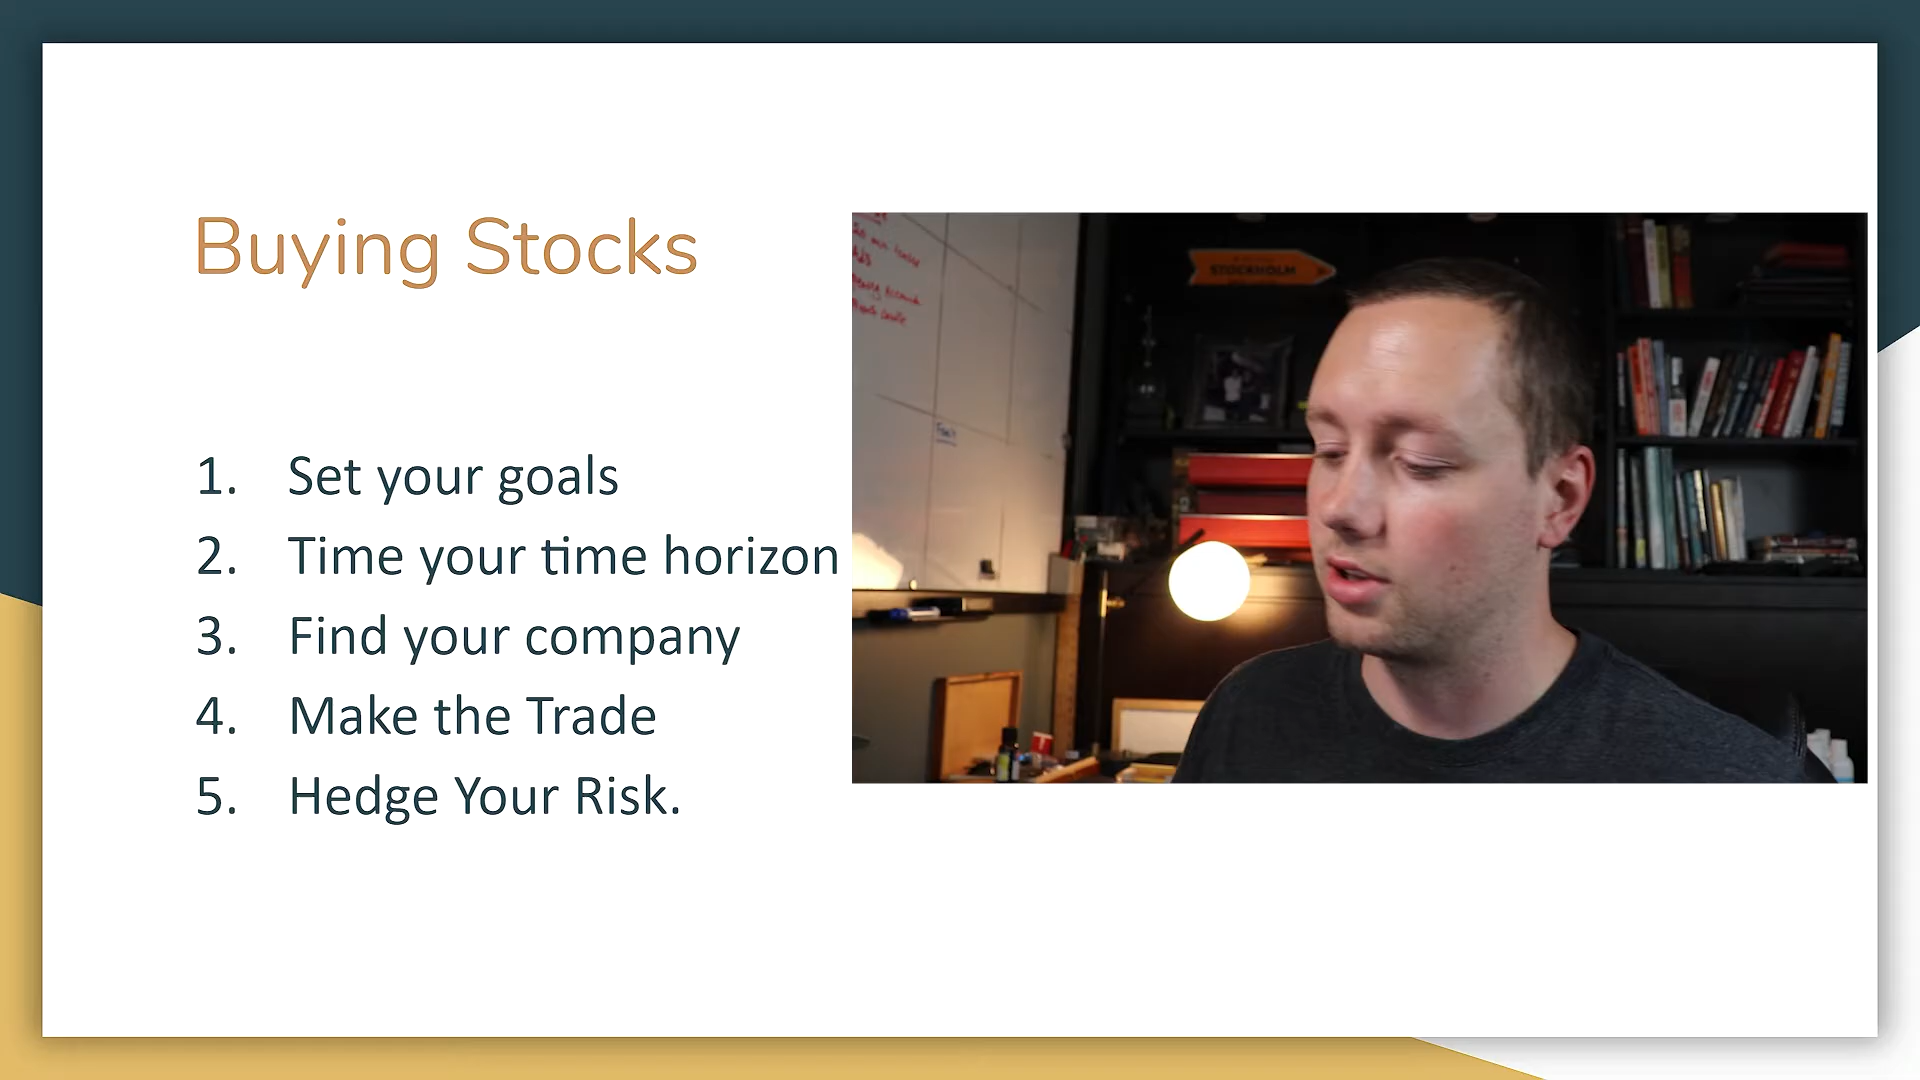 Buying Stocks
1. Set your goals
2. Time your time horizon
3. Find your company
4. Make the Trade
5. Hedge Your Risk.
STOCKHOLM